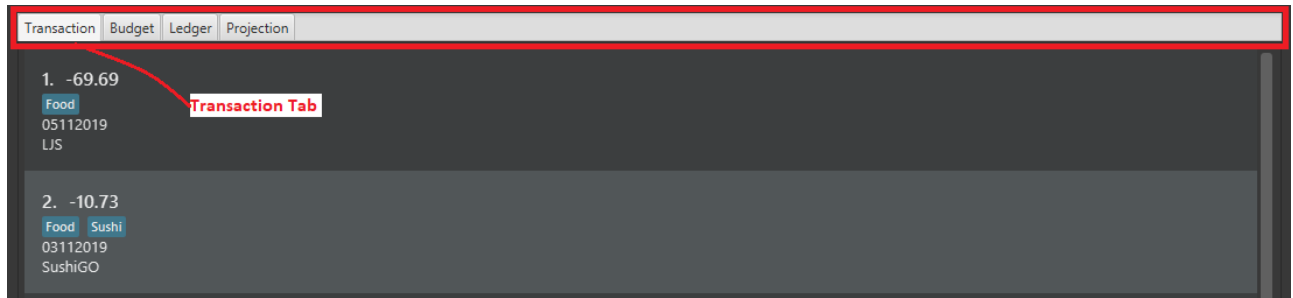 Transaction Budget Ledger Projection
1. -69.69
Food
Transaction Tab
05112019
LJS
2. -10.73
Food Sushi
03112019
SushiGO